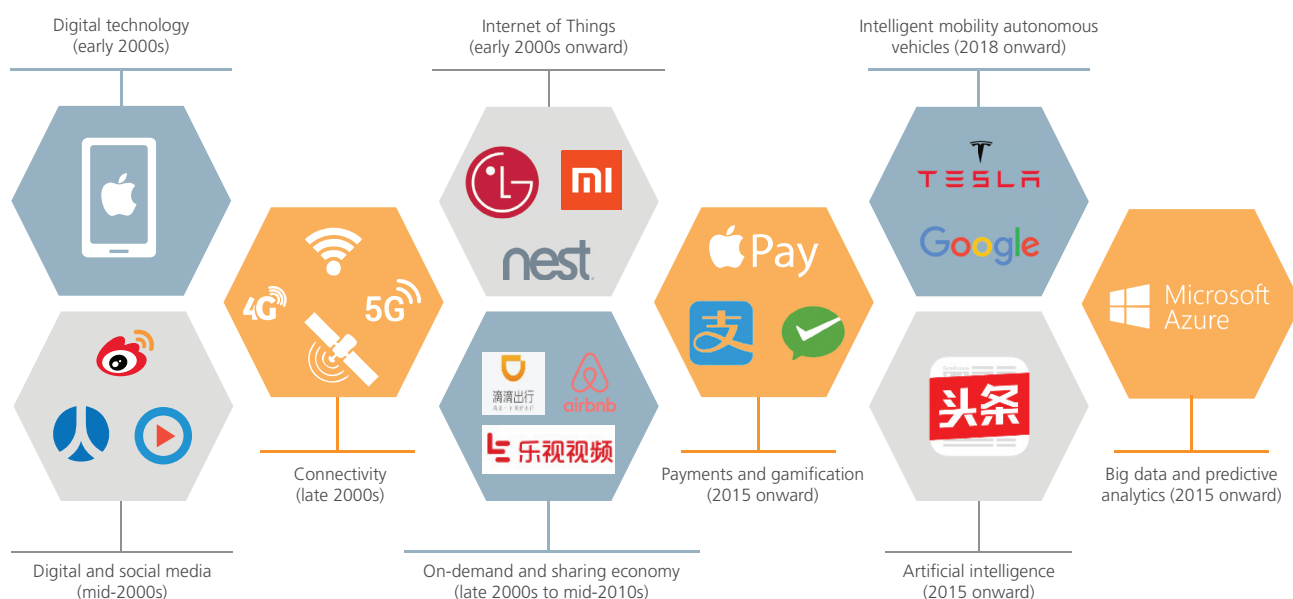 Digital technology
(early 2000s)
Internet of Things
(early 2000s onward)
Intelligent mobility autonomous
vehicles (2018 onward)
LG
mi
nest
TESLA
Google
4G
5G
Pay
支
Microsoft
Azure
滴滴出行
airbnb
乐视视频
头条
Connectivity
(late 2000s)
Payments and gamification
(2015 onward)
Big data and predictive
analytics (2015 onward)
Digital and social media
(mid-2000s)
On-demand and sharing economy
(late 2000s to mid-2010s)
Artificial intelligence
(2015 onward)